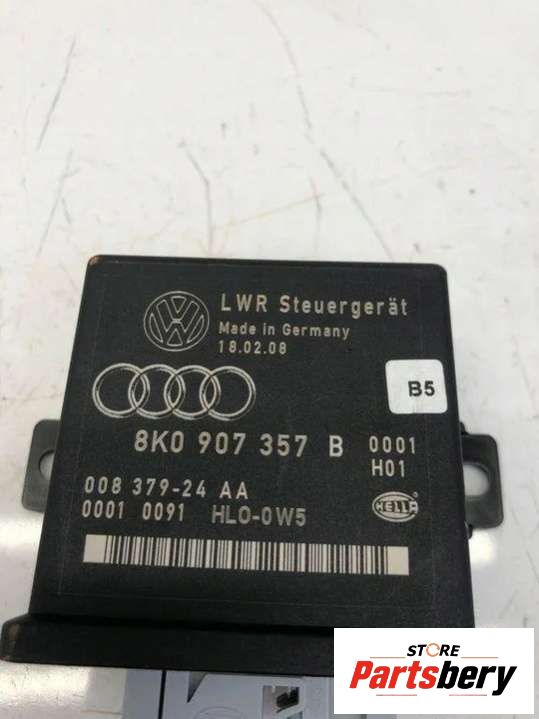 LWR Steuergerät
Made in Germany
18.02.08
B5
8K0 907 357 B 0001
H01
008 379-24 AA
0001 0091 HLO-0W5
HELLA
STORE
Partsbery